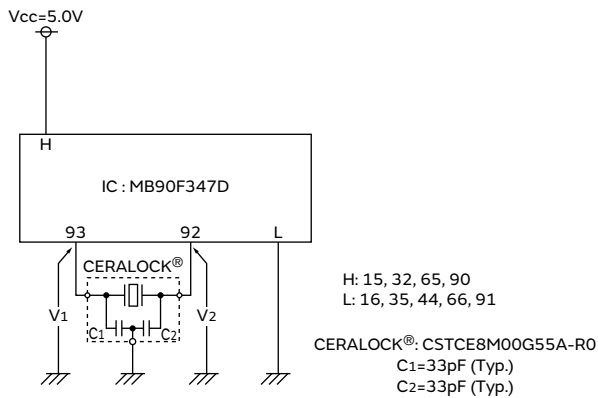 Vcc=5.0V
H
IC : MB90F347D
93 92 L
CERALOCK®
V1 V2
C1 C2
H: 15, 32, 65, 90
L: 16, 35, 44, 66, 91
CERALOCK®: CSTCE8M00G55A-R0
C1=33pF (Typ.)
C2=33pF (Typ.)